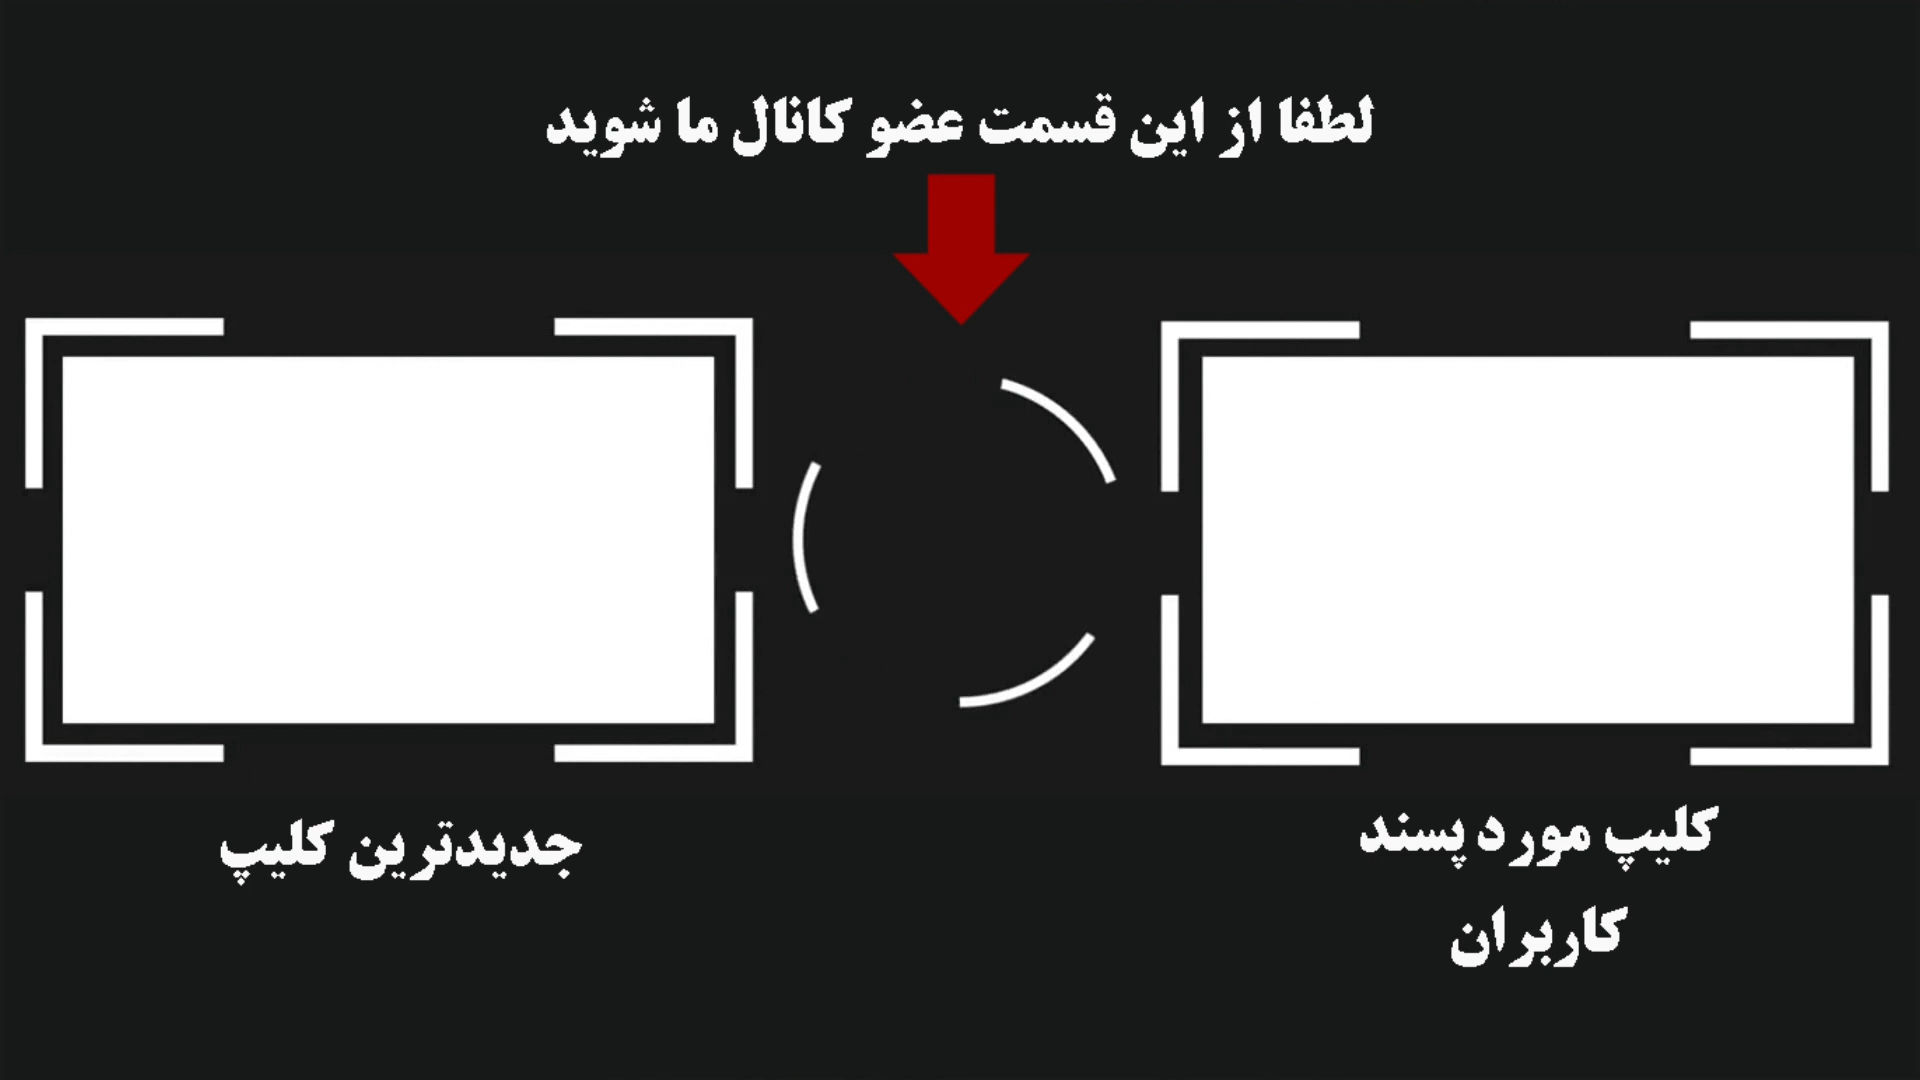 لطفا از این قسمت عضو کانال ما شوید
کلیپ مورد پسند
کاربران
جدیدترین کلیپ